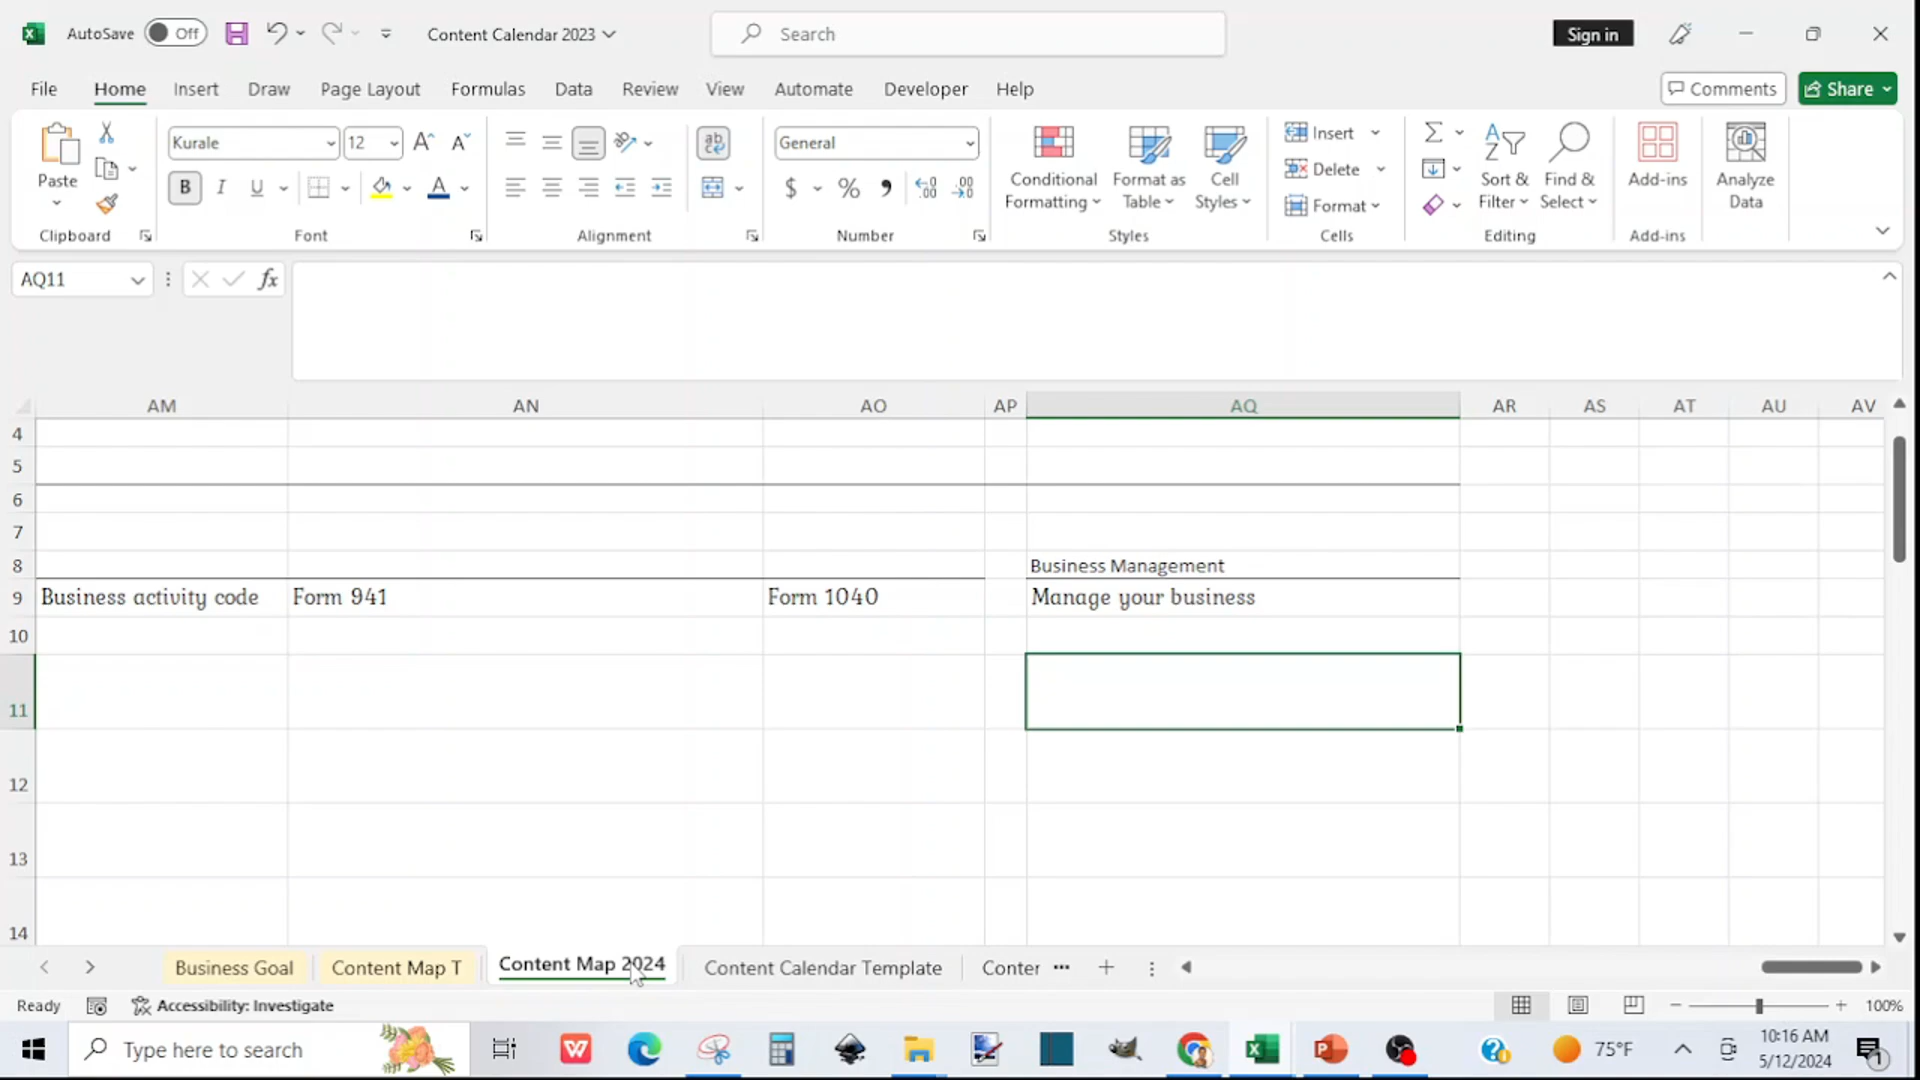 AutoSave Off Content Calendar 2023 Search Sign in
File Home Insert Draw Page Layout Formulas Data Review View Automate Developer Help Comments Share
Paste Kurale 12 General Conditional Formatting Format as Table Cell Styles Insert Delete Format Sort & Filter Find & Select Add-ins Analyze Data
B I U ab $ % 9
Clipboard Font Alignment Number Styles Cells Editing Add-ins
AQ11 fx
AM AN AO AP AQ AR AS AT AU AV
4
5
6
7
8 Business Management
9 Business activity code Form 941 Form 1040 Manage your business
10
11
12
13
14
Business Goal Content Map T Content Map 2024 Content Calendar Template Conter ...
Ready Accessibility: Investigate 100%
Type here to search 75°F 10:16 AM
5/12/2024 1